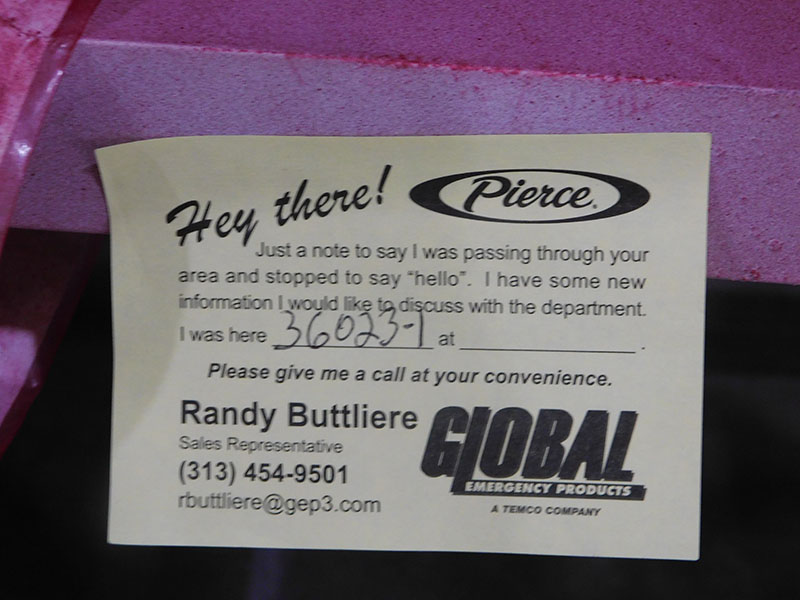 Hey there!
Pierce®
Just a note to say I was passing through your
area and stopped to say "hello". I have some new
information I would like to discuss with the department.
I was here 36023-1 at ____________ .
Please give me a call at your convenience.
Randy Buttliere
Sales Representative
(313) 454-9501
rbuttliere@gep3.com
GLOBAL
EMERGENCY PRODUCTS
A TEMCO COMPANY